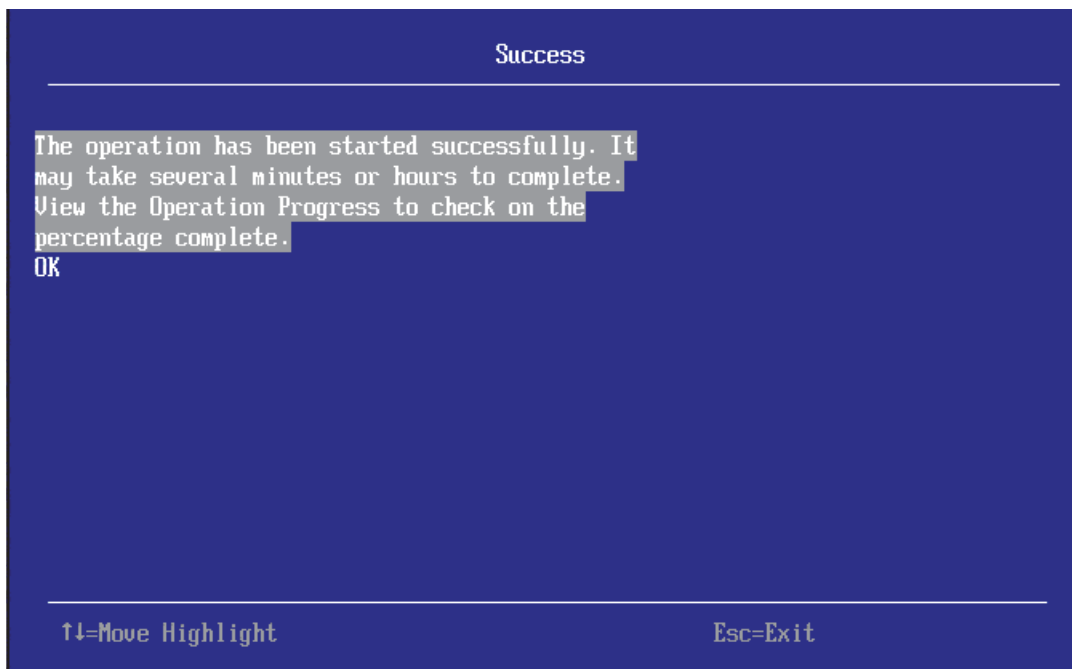 Success
The operation has been started successfully. It
may take several minutes or hours to complete.
View the Operation Progress to check on the
percentage complete.
OK
↑↓=Move Highlight
Esc=Exit